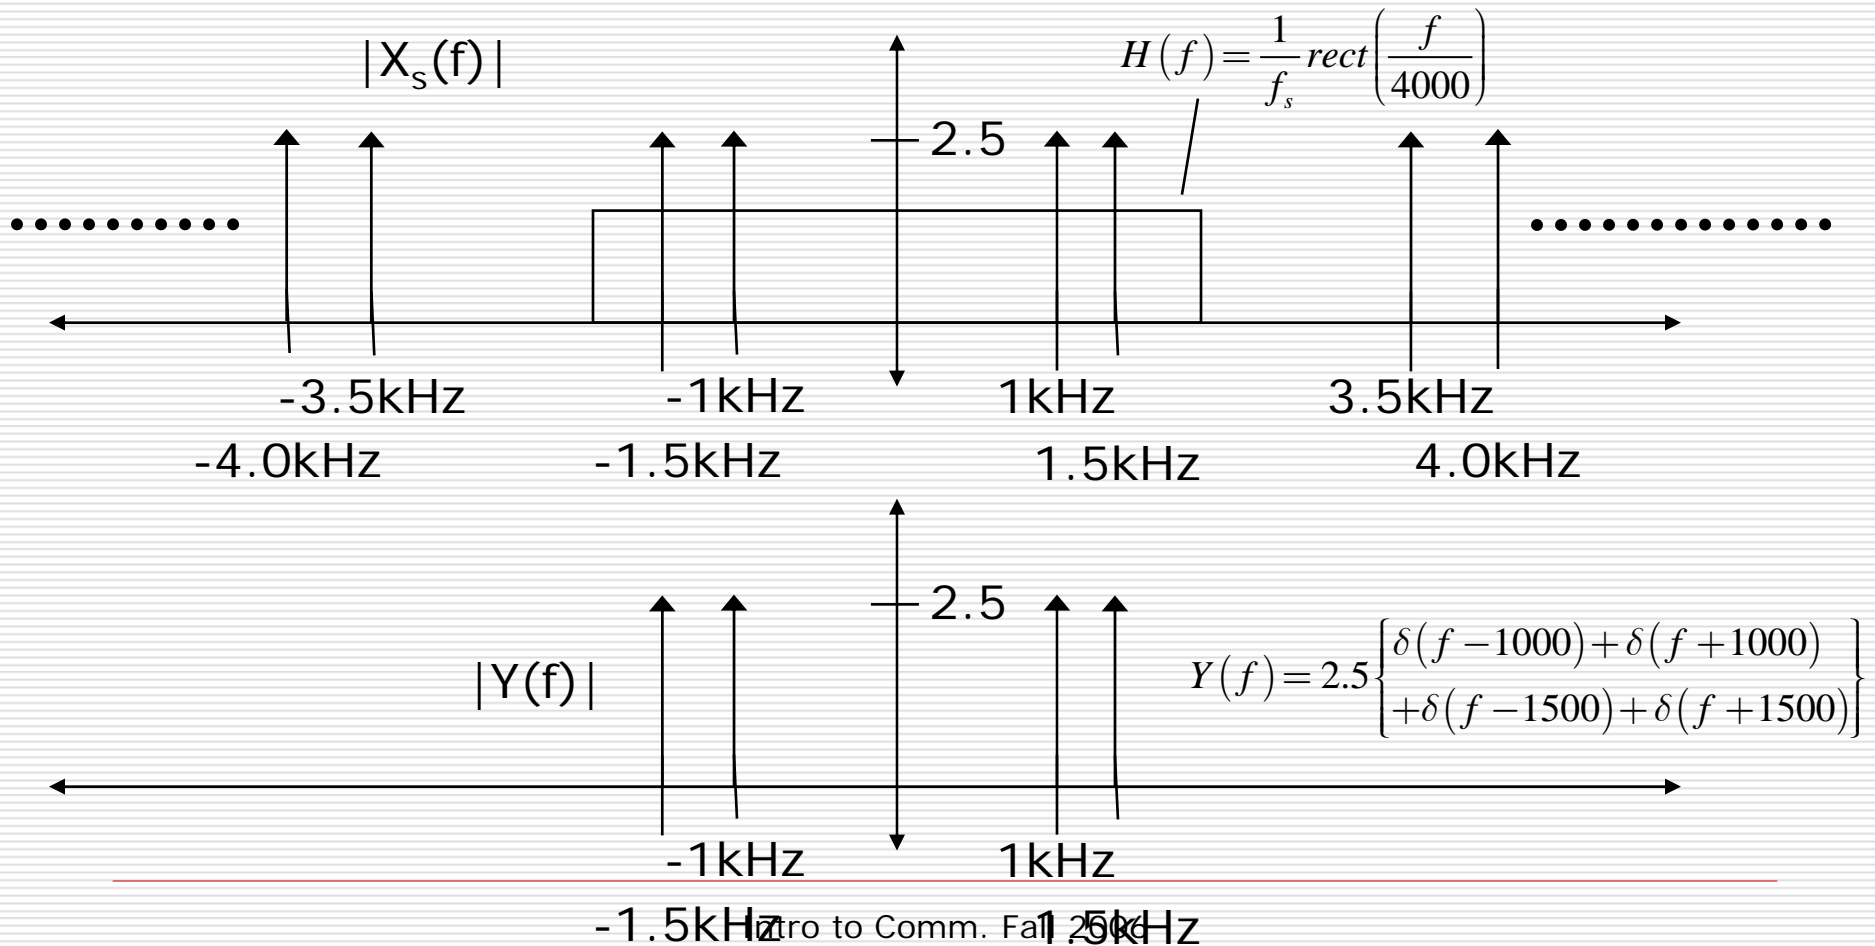 |Xs(f)|
H(f) = 1/fs rect(f/4000)
2.5
-3.5kHz -1kHz 1kHz 3.5kHz
-4.0kHz -1.5kHz 1.5kHz 4.0kHz
2.5
|Y(f)|
Y(f) = 2.5{δ(f−1000)+δ(f+1000)
+δ(f−1500)+δ(f+1500)}
-1kHz 1kHz
-1.5kHz 1.5kHz
Intro to Comm. Fall 2006